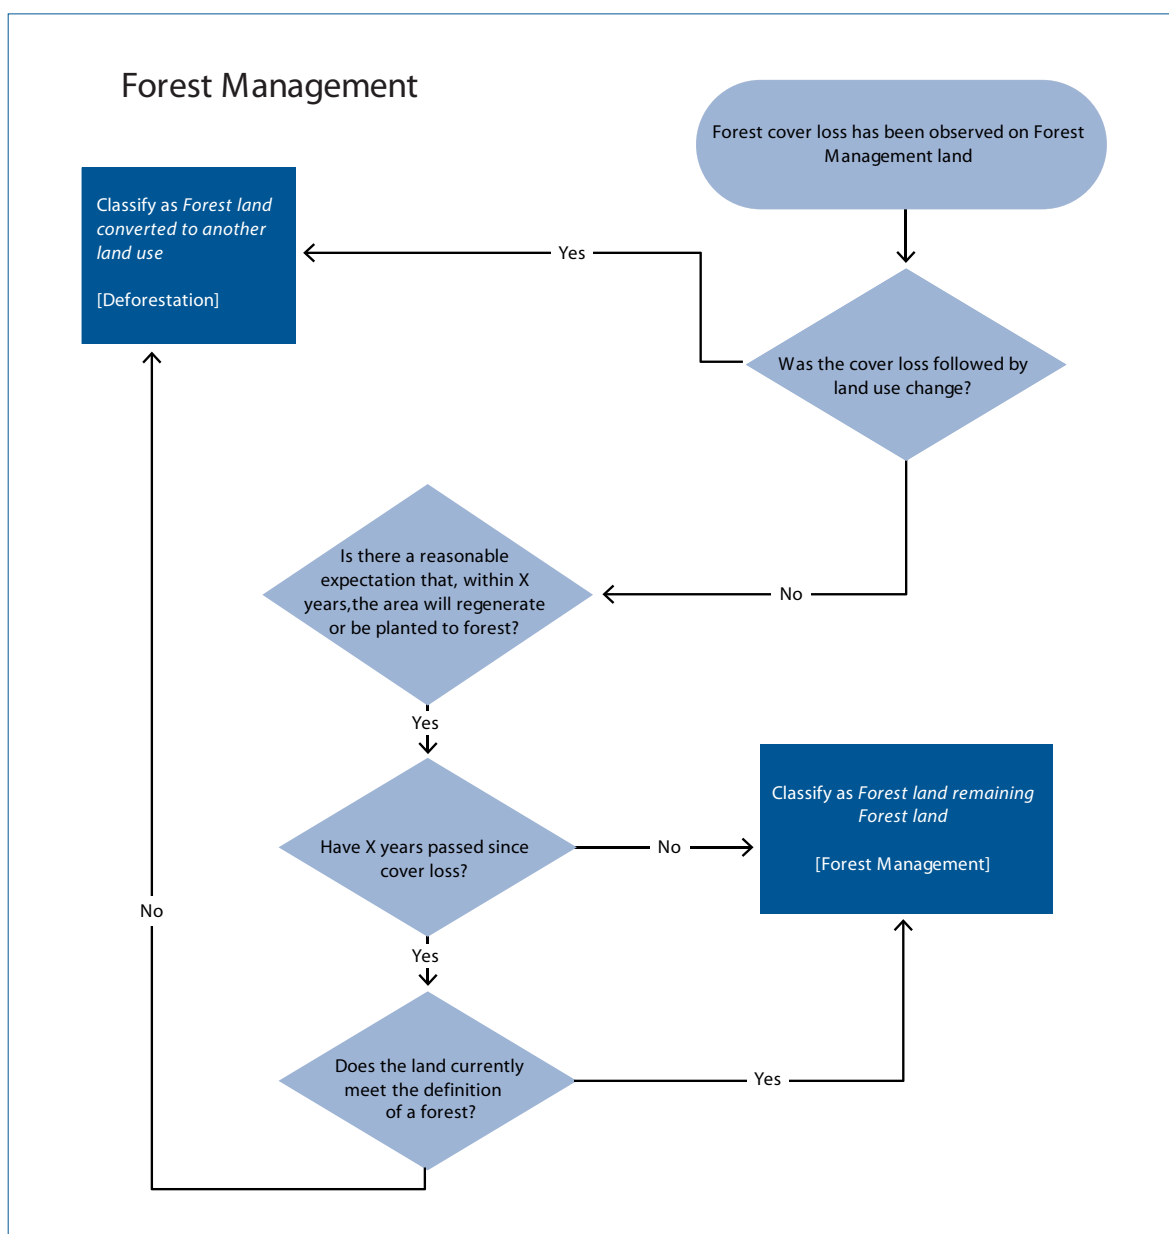 Forest Management
Forest cover loss has been observed on Forest
Management land
Classify as Forest land
converted to another
land use
[Deforestation]
Yes
Was the cover loss followed by
land use change?
Is there a reasonable
expectation that, within X
years,the area will regenerate
or be planted to forest?
No
Yes
Classify as Forest land remaining
Forest land
[Forest Management]
Have X years passed since
cover loss?
No
No
Yes
Does the land currently
meet the definition
of a forest?
Yes